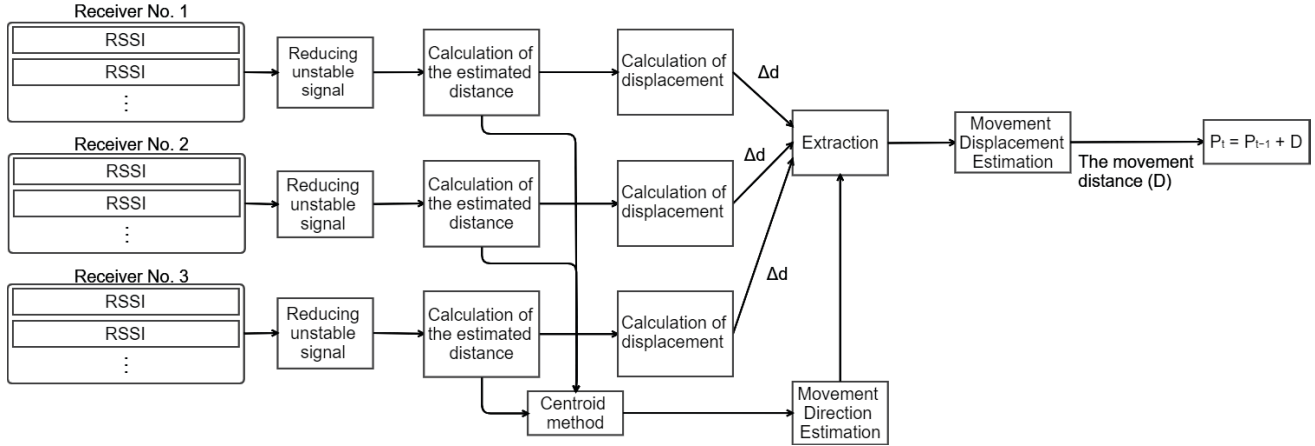 Receiver No. 1
RSSI
RSSI
⋮
Reducing
unstable
signal
Calculation of
the estimated
distance
Calculation of
displacement
Δd
Receiver No. 2
RSSI
RSSI
⋮
Reducing
unstable
signal
Calculation of
the estimated
distance
Calculation of
displacement
Δd
Receiver No. 3
RSSI
RSSI
⋮
Reducing
unstable
signal
Calculation of
the estimated
distance
Calculation of
displacement
Δd
Centroid
method
Movement
Direction
Estimation
Extraction
Movement
Displacement
Estimation
The movement
distance (D)
Pₜ = Pₜ₋₁ + D